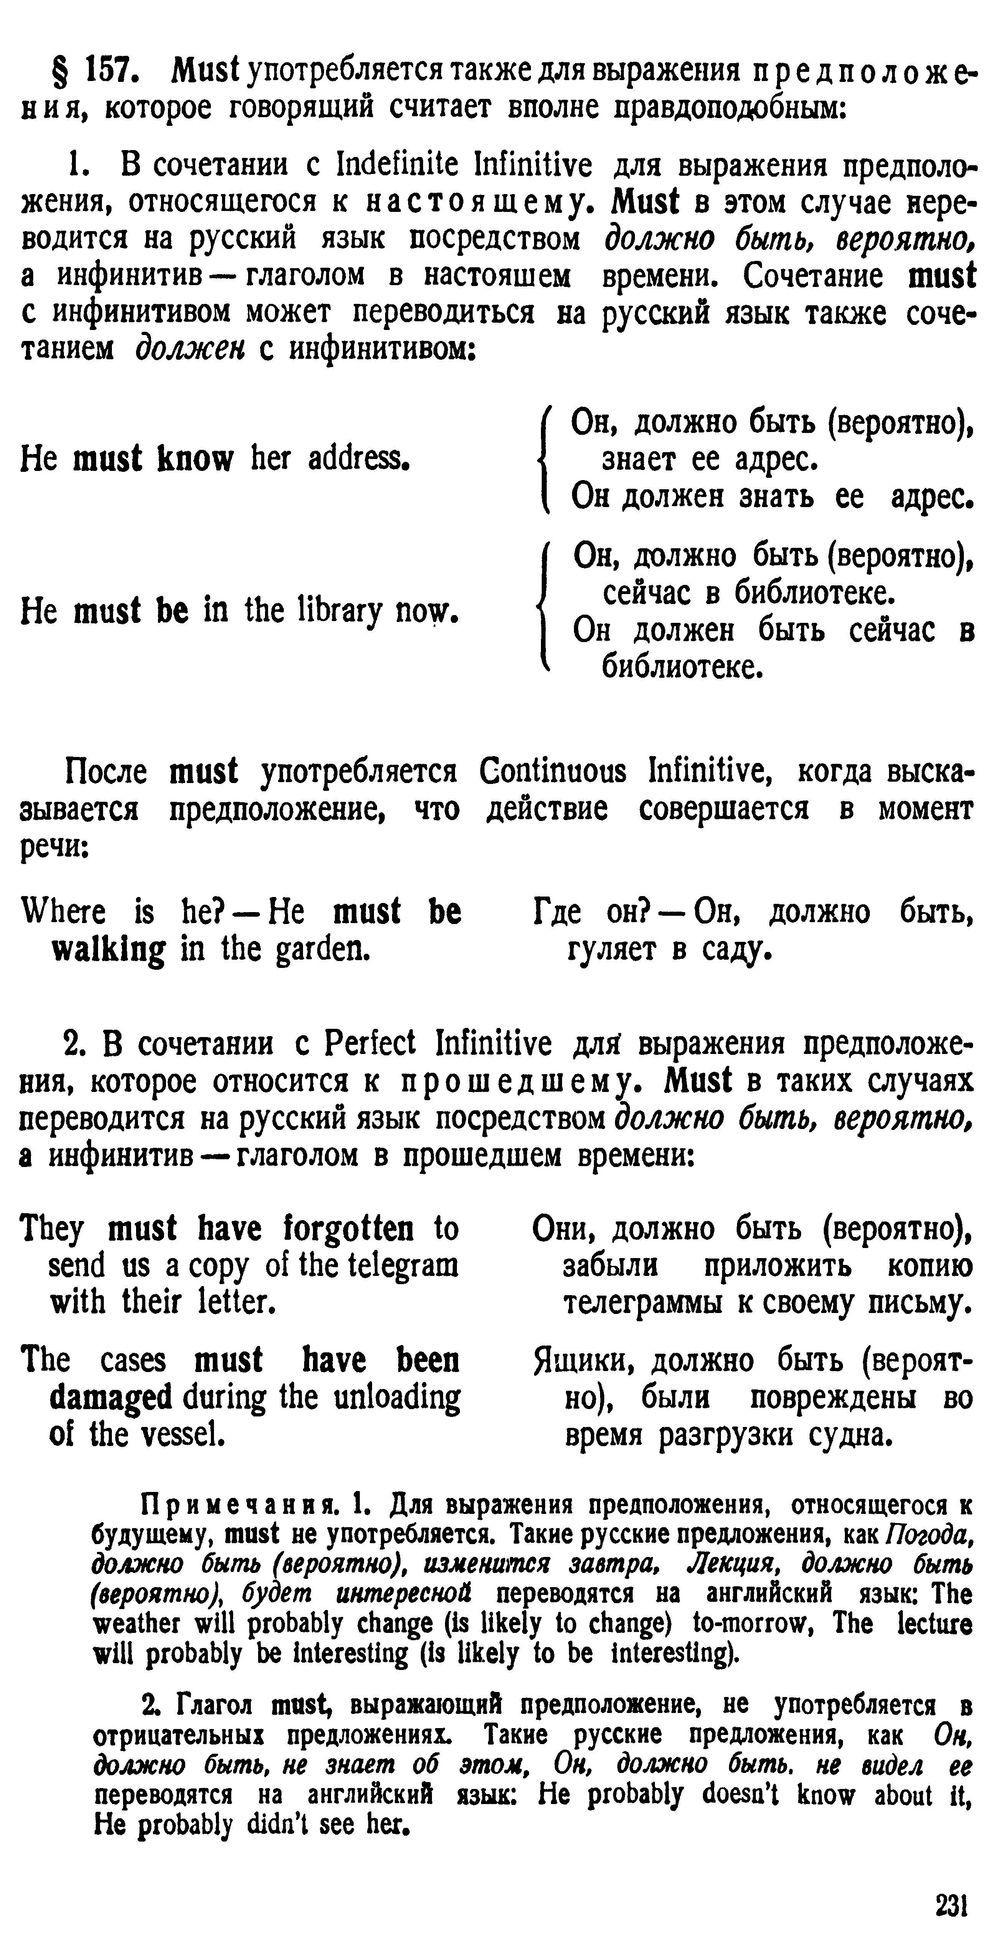 § 157. Must употребляется также для выражения предположе-
ния, которое говорящий считает вполне правдоподобным:
1. В сочетании с Indefinite Infinitive для выражения предполо-
жения, относящегося к настоящему. Must в этом случае пере-
водится на русский язык посредством должно быть, вероятно,
а инфинитив — глаголом в настоящем времени. Сочетание must
с инфинитивом может переводиться на русский язык также соче-
танием должен с инфинитивом:
He must know her address.
Он, должно быть (вероятно),
знает ее адрес.
Он должен знать ее адрес.
He must be in the library now.
Он, должно быть (вероятно),
сейчас в библиотеке.
Он должен быть сейчас в
библиотеке.
После must употребляется Continuous Infinitive, когда выска-
зывается предположение, что действие совершается в момент
речи:
Where is he? — He must be
walking in the garden.
Где он? — Он, должно быть,
гуляет в саду.
2. В сочетании с Perfect Infinitive для выражения предположе-
ния, которое относится к прошедшему. Must в таких случаях
переводится на русский язык посредством должно быть, вероятно,
а инфинитив — глаголом в прошедшем времени:
They must have forgotten to
send us a copy of the telegram
with their letter.
Они, должно быть (вероятно),
забыли приложить копию
телеграммы к своему письму.
The cases must have been
damaged during the unloading
of the vessel.
Ящики, должно быть (вероят-
но), были повреждены во
время разгрузки судна.
Примечания. 1. Для выражения предположения, относящегося к
будущему, must не употребляется. Такие русские предложения, как Погода,
должно быть (вероятно), изменится завтра, Лекция, должно быть
(вероятно), будет интересной переводятся на английский язык: The
weather will probably change (is likely to change) to-morrow, The lecture
will probably be interesting (is likely to be interesting).
2. Глагол must, выражающий предположение, не употребляется в
отрицательных предложениях. Такие русские предложения, как Он,
должно быть, не знает об этом, Он, должно быть. не видел ее
переводятся на английский язык: He probably doesn't know about it,
He probably didn't see her.
231